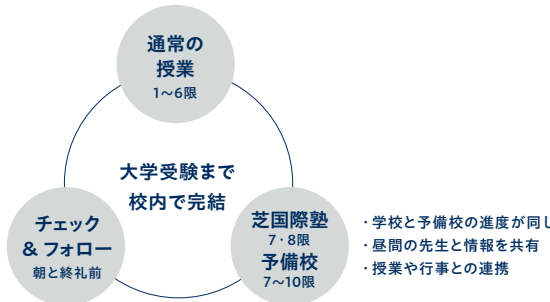 通常の
授業
1〜6限
大学受験まで
校内で完結
チェック
& フォロー
朝と終礼前
芝国際塾
7・8限
予備校
7〜10限
・学校と予備校の進度が同じ
・昼間の先生と情報を共有
・授業や行事との連携